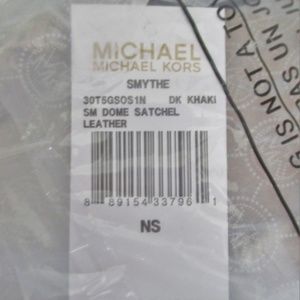 MICHAEL
MICHAEL KORS
SMYTHE
30T5GSOS1N DK KHAKI
SM DOME SATCHEL
LEATHER
8 89154 33796 1
NS
G IS NOT A TO
UN JO